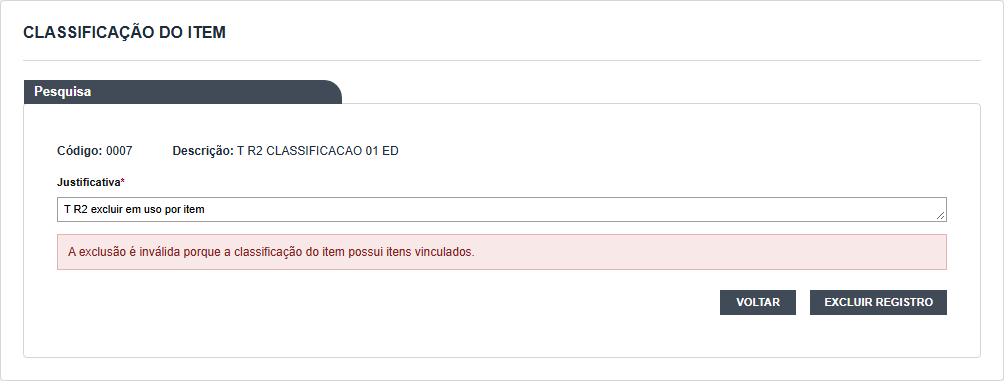 CLASSIFICAÇÃO DO ITEM
Pesquisa
Código: 0007 Descrição: T R2 CLASSIFICACAO 01 ED
Justificativa*
T R2 excluir em uso por item
A exclusão é inválida porque a classificação do item possui itens vinculados.
VOLTAR EXCLUIR REGISTRO